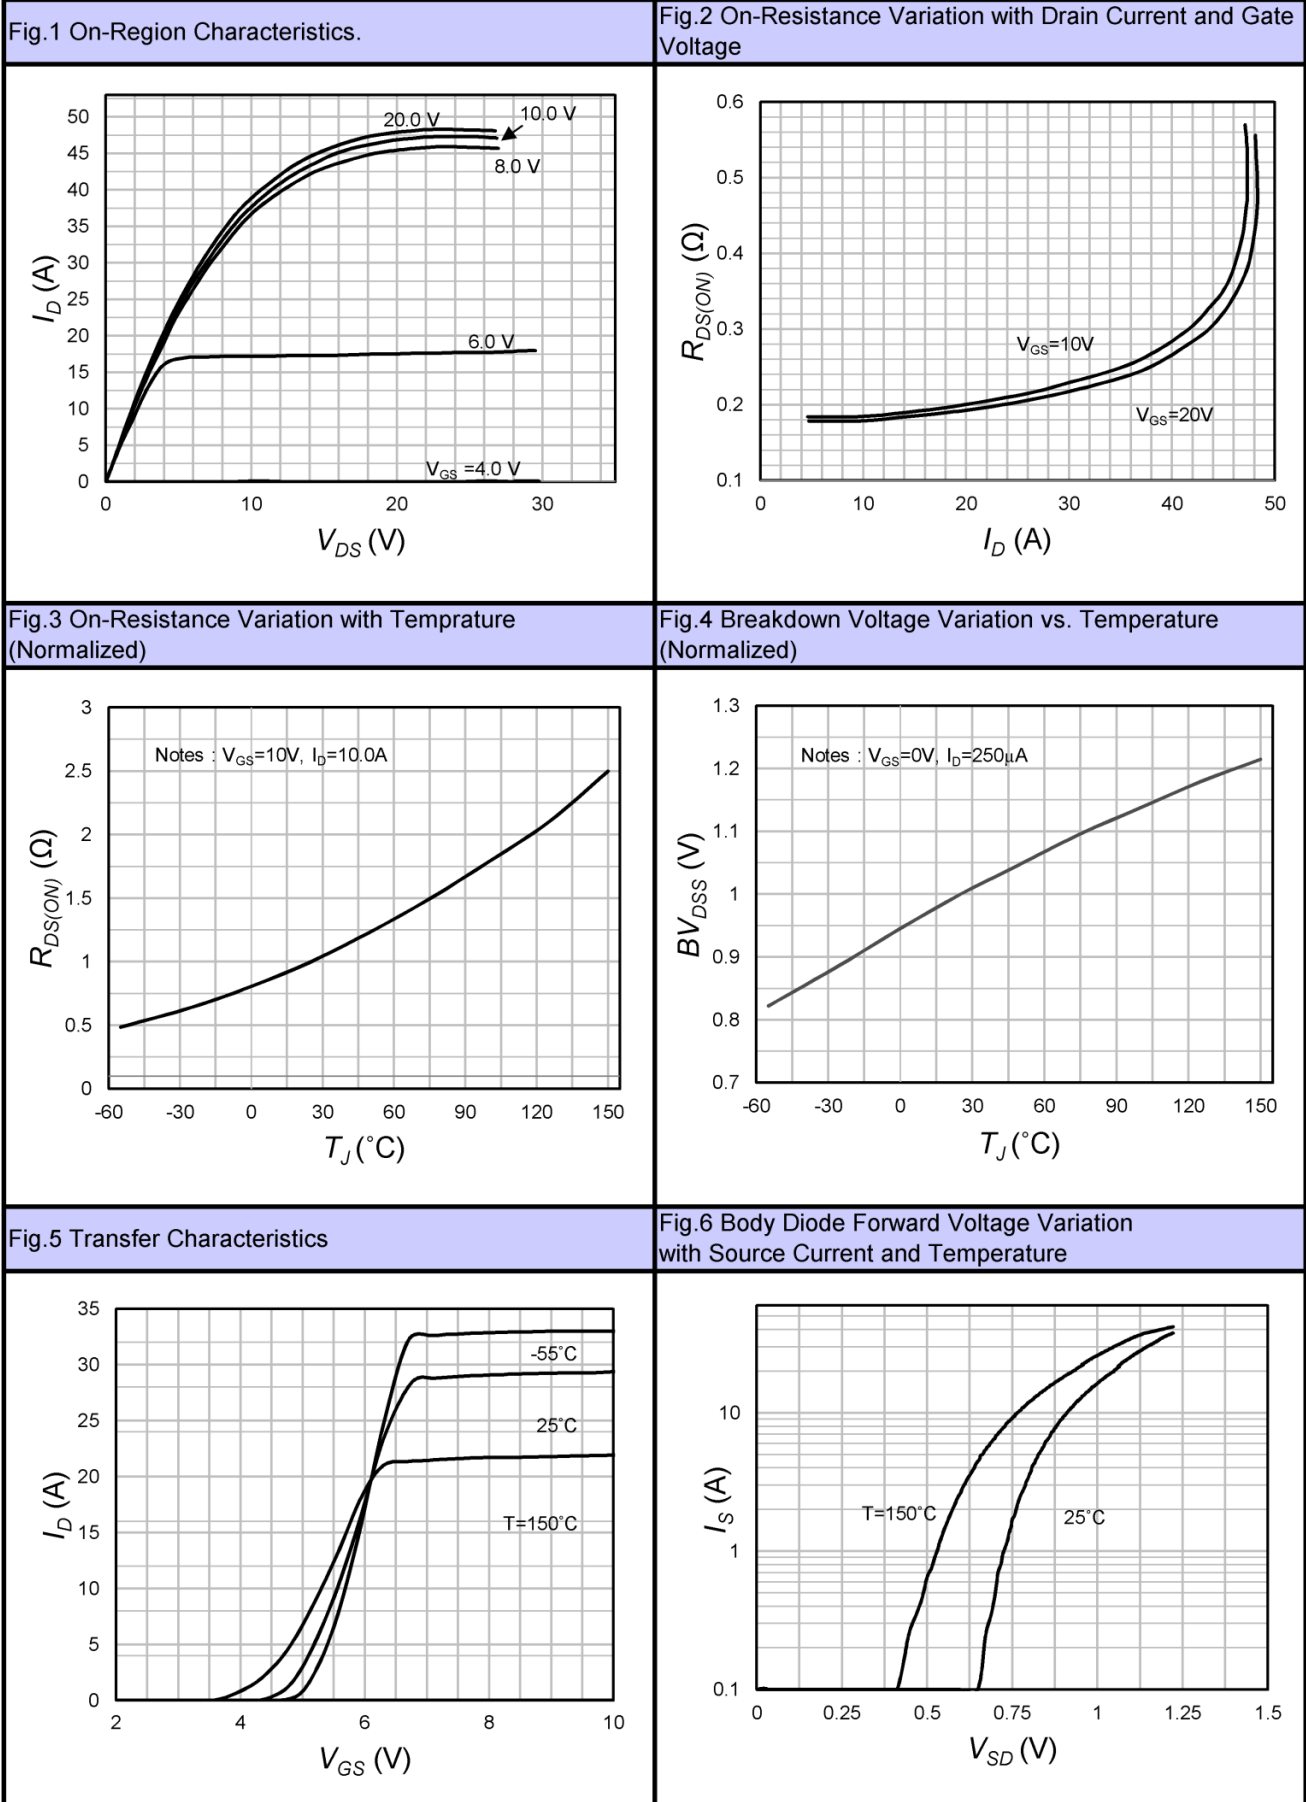 Fig.1 On-Region Characteristics.
50
45
40
35
30
25
20
15
10
5
0
I_D (A)
20.0 V
10.0 V
8.0 V
6.0 V
V_GS =4.0 V
0 10 20 30
V_DS (V)
Fig.2 On-Resistance Variation with Drain Current and Gate
Voltage
0.6
0.5
0.4
0.3
0.2
0.1
R_DS(ON) (Ω)
V_GS=10V
V_GS=20V
0 10 20 30 40 50
I_D (A)
Fig.3 On-Resistance Variation with Temprature
(Normalized)
3
2.5
2
1.5
1
0.5
0
R_DS(ON) (Ω)
Notes : V_GS=10V, I_D=10.0A
-60 -30 0 30 60 90 120 150
T_J (˚C)
Fig.4 Breakdown Voltage Variation vs. Temperature
(Normalized)
1.3
1.2
1.1
1
0.9
0.8
0.7
BV_DSS (V)
Notes : V_GS=0V, I_D=250μA
-60 -30 0 30 60 90 120 150
T_J (˚C)
Fig.5 Transfer Characteristics
35
30
25
20
15
10
5
0
I_D (A)
-55˚C
25˚C
T=150˚C
2 4 6 8 10
V_GS (V)
Fig.6 Body Diode Forward Voltage Variation
with Source Current and Temperature
10
1
0.1
I_S (A)
T=150˚C
25˚C
0 0.25 0.5 0.75 1 1.25 1.5
V_SD (V)